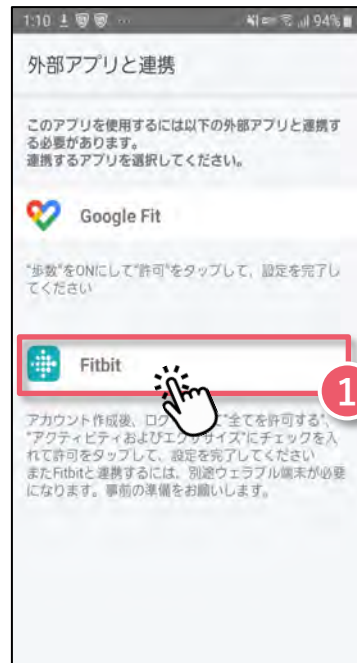 1:10 94%
外部アプリと連携
このアプリを使用するには以下の外部アプリと連携す
る必要があります。
連携するアプリを選択してください。
Google Fit
"歩数"をONにして"許可"をタップして、設定を完了し
てください
Fitbit
1
アカウント作成後、ログ て"全てを許可する"、
"アクティビティおよびエクササイズ"にチェックを入
れて許可をタップして、設定を完了してください
またFitbitと連携するには、別途ウェラブル端末が必要
になります。事前の準備をお願いします。